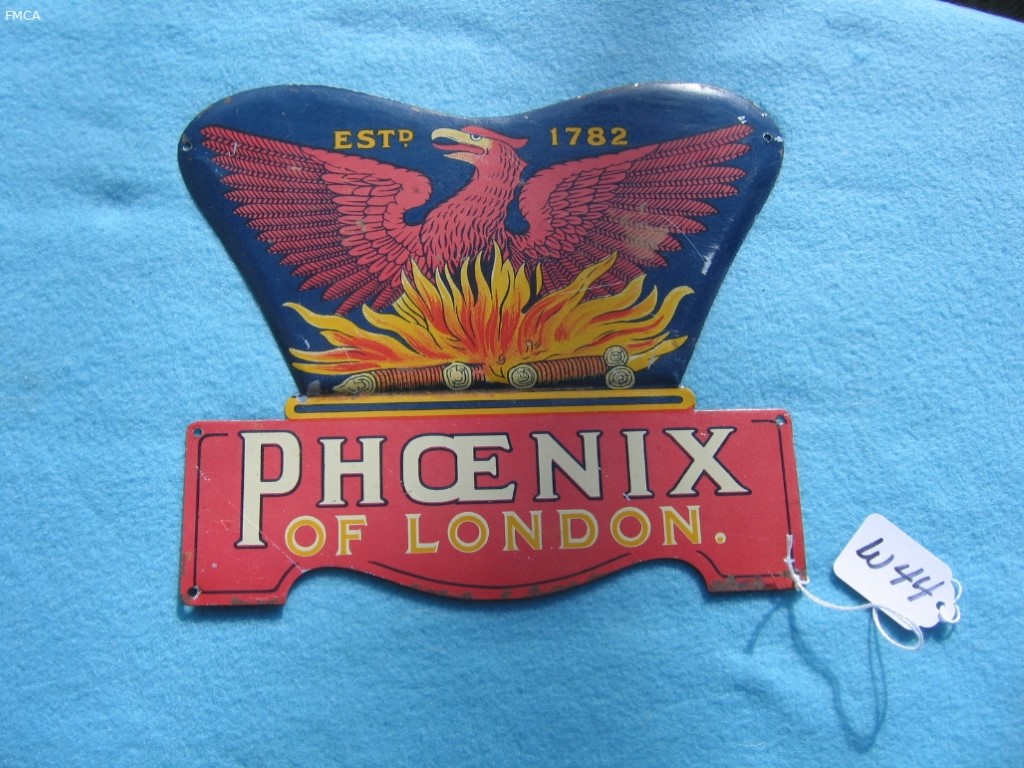 FMCA
ESTD. 1782
PHŒNIX
OF LONDON.
W44